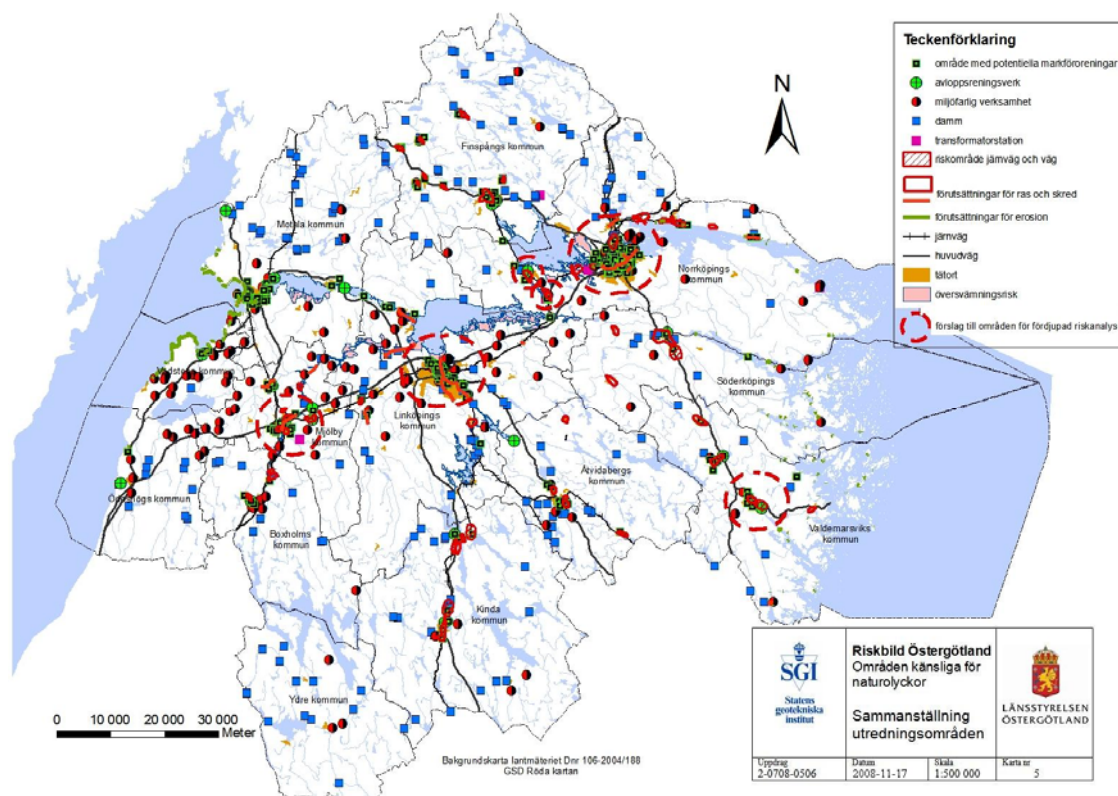 Teckenförklaring
område med potentiella markföroreningar
avloppsreningsverk
miljöfarlig verksamhet
damm
transformatorstation
riskområde järnväg och väg
förutsättningar för ras och skred
förutsättningar för erosion
järnväg
huvudväg
tätort
översvämningsrisk
förslag till områden för fördjupad riskanalys
N
Finspångs kommun
Motala kommun
Norrköpings kommun
Vadstena kommun
Söderköpings
kommun
Linköpings
kommun
Mjölby
kommun
Åtvidabergs
kommun
Ödeshögs kommun
Boxholms
kommun
Valdemarsviks
kommun
Kinda
kommun
Ydre kommun
0 10 000 20 000 30 000
Meter
Bakgrundskarta lantmäteriet Dnr 106-2004/188
GSD Röda kartan
SGI
Statens
geotekniska
institut
Riskbild Östergötland
Områden känsliga för
naturolyckor
Sammanställning
utredningsområden
LÄNSSTYRELSEN
ÖSTERGÖTLAND
Uppdrag
2-0708-0506
Datum
2008-11-17
Skala
1:500 000
Karta nr
5